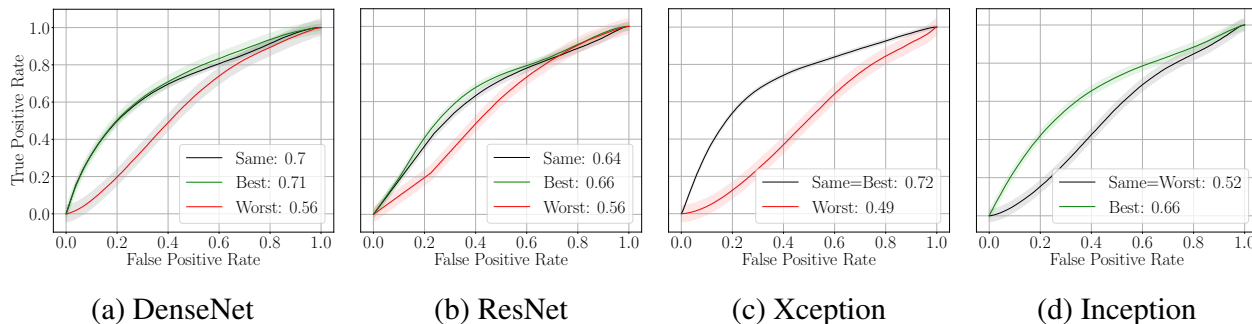 True Positive Rate
1.0
0.8
0.6
0.4
0.2
0.0
Same: 0.7
Best: 0.71
Worst: 0.56
0.0 0.2 0.4 0.6 0.8 1.0
False Positive Rate
(a) DenseNet
Same: 0.64
Best: 0.66
Worst: 0.56
0.0 0.2 0.4 0.6 0.8 1.0
False Positive Rate
(b) ResNet
Same=Best: 0.72
Worst: 0.49
0.0 0.2 0.4 0.6 0.8 1.0
False Positive Rate
(c) Xception
Same=Worst: 0.52
Best: 0.66
0.0 0.2 0.4 0.6 0.8 1.0
False Positive Rate
(d) Inception